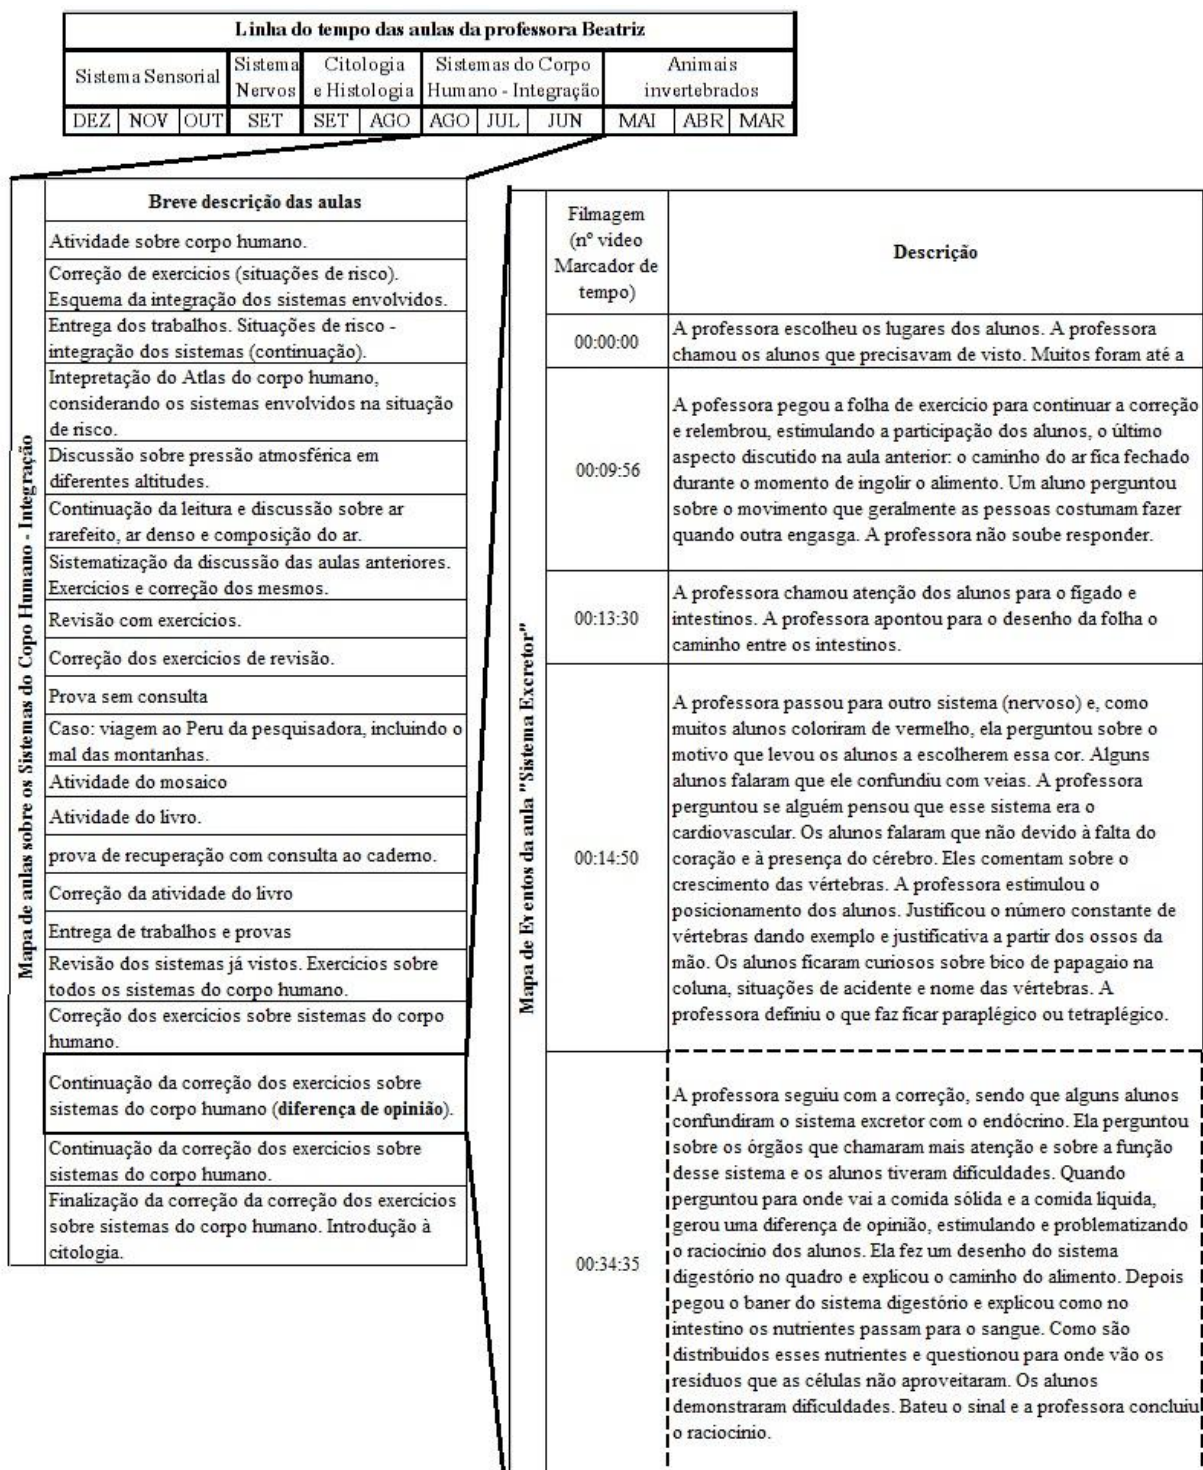 Linha do tempo das aulas da professora Beatriz
Sistema Sensorial
Sistema
Nervos
Citologia
e Histologia
Sistemas do Corpo
Humano - Integração
Animais
invertebrados
DEZ NOV OUT SET SET AGO AGO JUL JUN MAI ABR MAR
Mapa de aulas sobre os Sistemas do Copo Humano - Integração
Breve descrição das aulas
Atividade sobre corpo humano.
Correção de exercícios (situações de risco).
Esquema da integração dos sistemas envolvidos.
Entrega dos trabalhos. Situações de risco -
integração dos sistemas (continuação).
Intepretação do Atlas do corpo humano,
considerando os sistemas envolvidos na situação
de risco.
Discussão sobre pressão atmosférica em
diferentes altitudes.
Continuação da leitura e discussão sobre ar
rarefeito, ar denso e composição do ar.
Sistematização da discussão das aulas anteriores.
Exercícios e correção dos mesmos.
Revisão com exercícios.
Correção dos exercícios de revisão.
Prova sem consulta
Caso: viagem ao Peru da pesquisadora, incluindo o
mal das montanhas.
Atividade do mosaico
Atividade do livro.
prova de recuperação com consulta ao caderno.
Correção da atividade do livro
Entrega de trabalhos e provas
Revisão dos sistemas já vistos. Exercícios sobre
todos os sistemas do corpo humano.
Correção dos exercícios sobre sistemas do corpo
humano.
Continuação da correção dos exercícios sobre
sistemas do corpo humano (diferença de opinião).
Continuação da correção dos exercícios sobre
sistemas do corpo humano.
Finalização da correção da correção dos exercícios
sobre sistemas do corpo humano. Introdução à
citologia.
Mapa de Eventos da aula "Sistema Excretor"
Filmagem
(nº video
Marcador de
tempo)
Descrição
00:00:00
A professora escolheu os lugares dos alunos. A professora
chamou os alunos que precisavam de visto. Muitos foram até a
00:09:56
A pofessora pegou a folha de exercício para continuar a correção
e relembrou, estimulando a participação dos alunos, o último
aspecto discutido na aula anterior: o caminho do ar fica fechado
durante o momento de ingolir o alimento. Um aluno perguntou
sobre o movimento que geralmente as pessoas costumam fazer
quando outra engasga. A professora não soube responder.
00:13:30
A professora chamou atenção dos alunos para o fígado e
intestinos. A professora apontou para o desenho da folha o
caminho entre os intestinos.
00:14:50
A professora passou para outro sistema (nervoso) e, como
muitos alunos coloriram de vermelho, ela perguntou sobre o
motivo que levou os alunos a escolherem essa cor. Alguns
alunos falaram que ele confundiu com veias. A professora
perguntou se alguém pensou que esse sistema era o
cardiovascular. Os alunos falaram que não devido à falta do
coração e à presença do cérebro. Eles comentam sobre o
crescimento das vértebras. A professora estimulou o
posicionamento dos alunos. Justificou o número constante de
vértebras dando exemplo e justificativa a partir dos ossos da
mão. Os alunos ficaram curiosos sobre bico de papagaio na
coluna, situações de acidente e nome das vértebras. A
professora definiu o que faz ficar paraplégico ou tetraplégico.
00:34:35
A professora seguiu com a correção, sendo que alguns alunos
confundiram o sistema excretor com o endócrino. Ela perguntou
sobre os órgãos que chamaram mais atenção e sobre a função
desse sistema e os alunos tiveram dificuldades. Quando
perguntou para onde vai a comida sólida e a comida liquida,
gerou uma diferença de opinião, estimulando e problematizando
o raciocínio dos alunos. Ela fez um desenho do sistema
digestório no quadro e explicou o caminho do alimento. Depois
pegou o baner do sistema digestório e explicou como no
intestino os nutrientes passam para o sangue. Como são
distribuidos esses nutrientes e questionou para onde vão os
resíduos que as células não aproveitaram. Os alunos
demonstraram dificuldades. Bateu o sinal e a professora concluiu
o raciocínio.